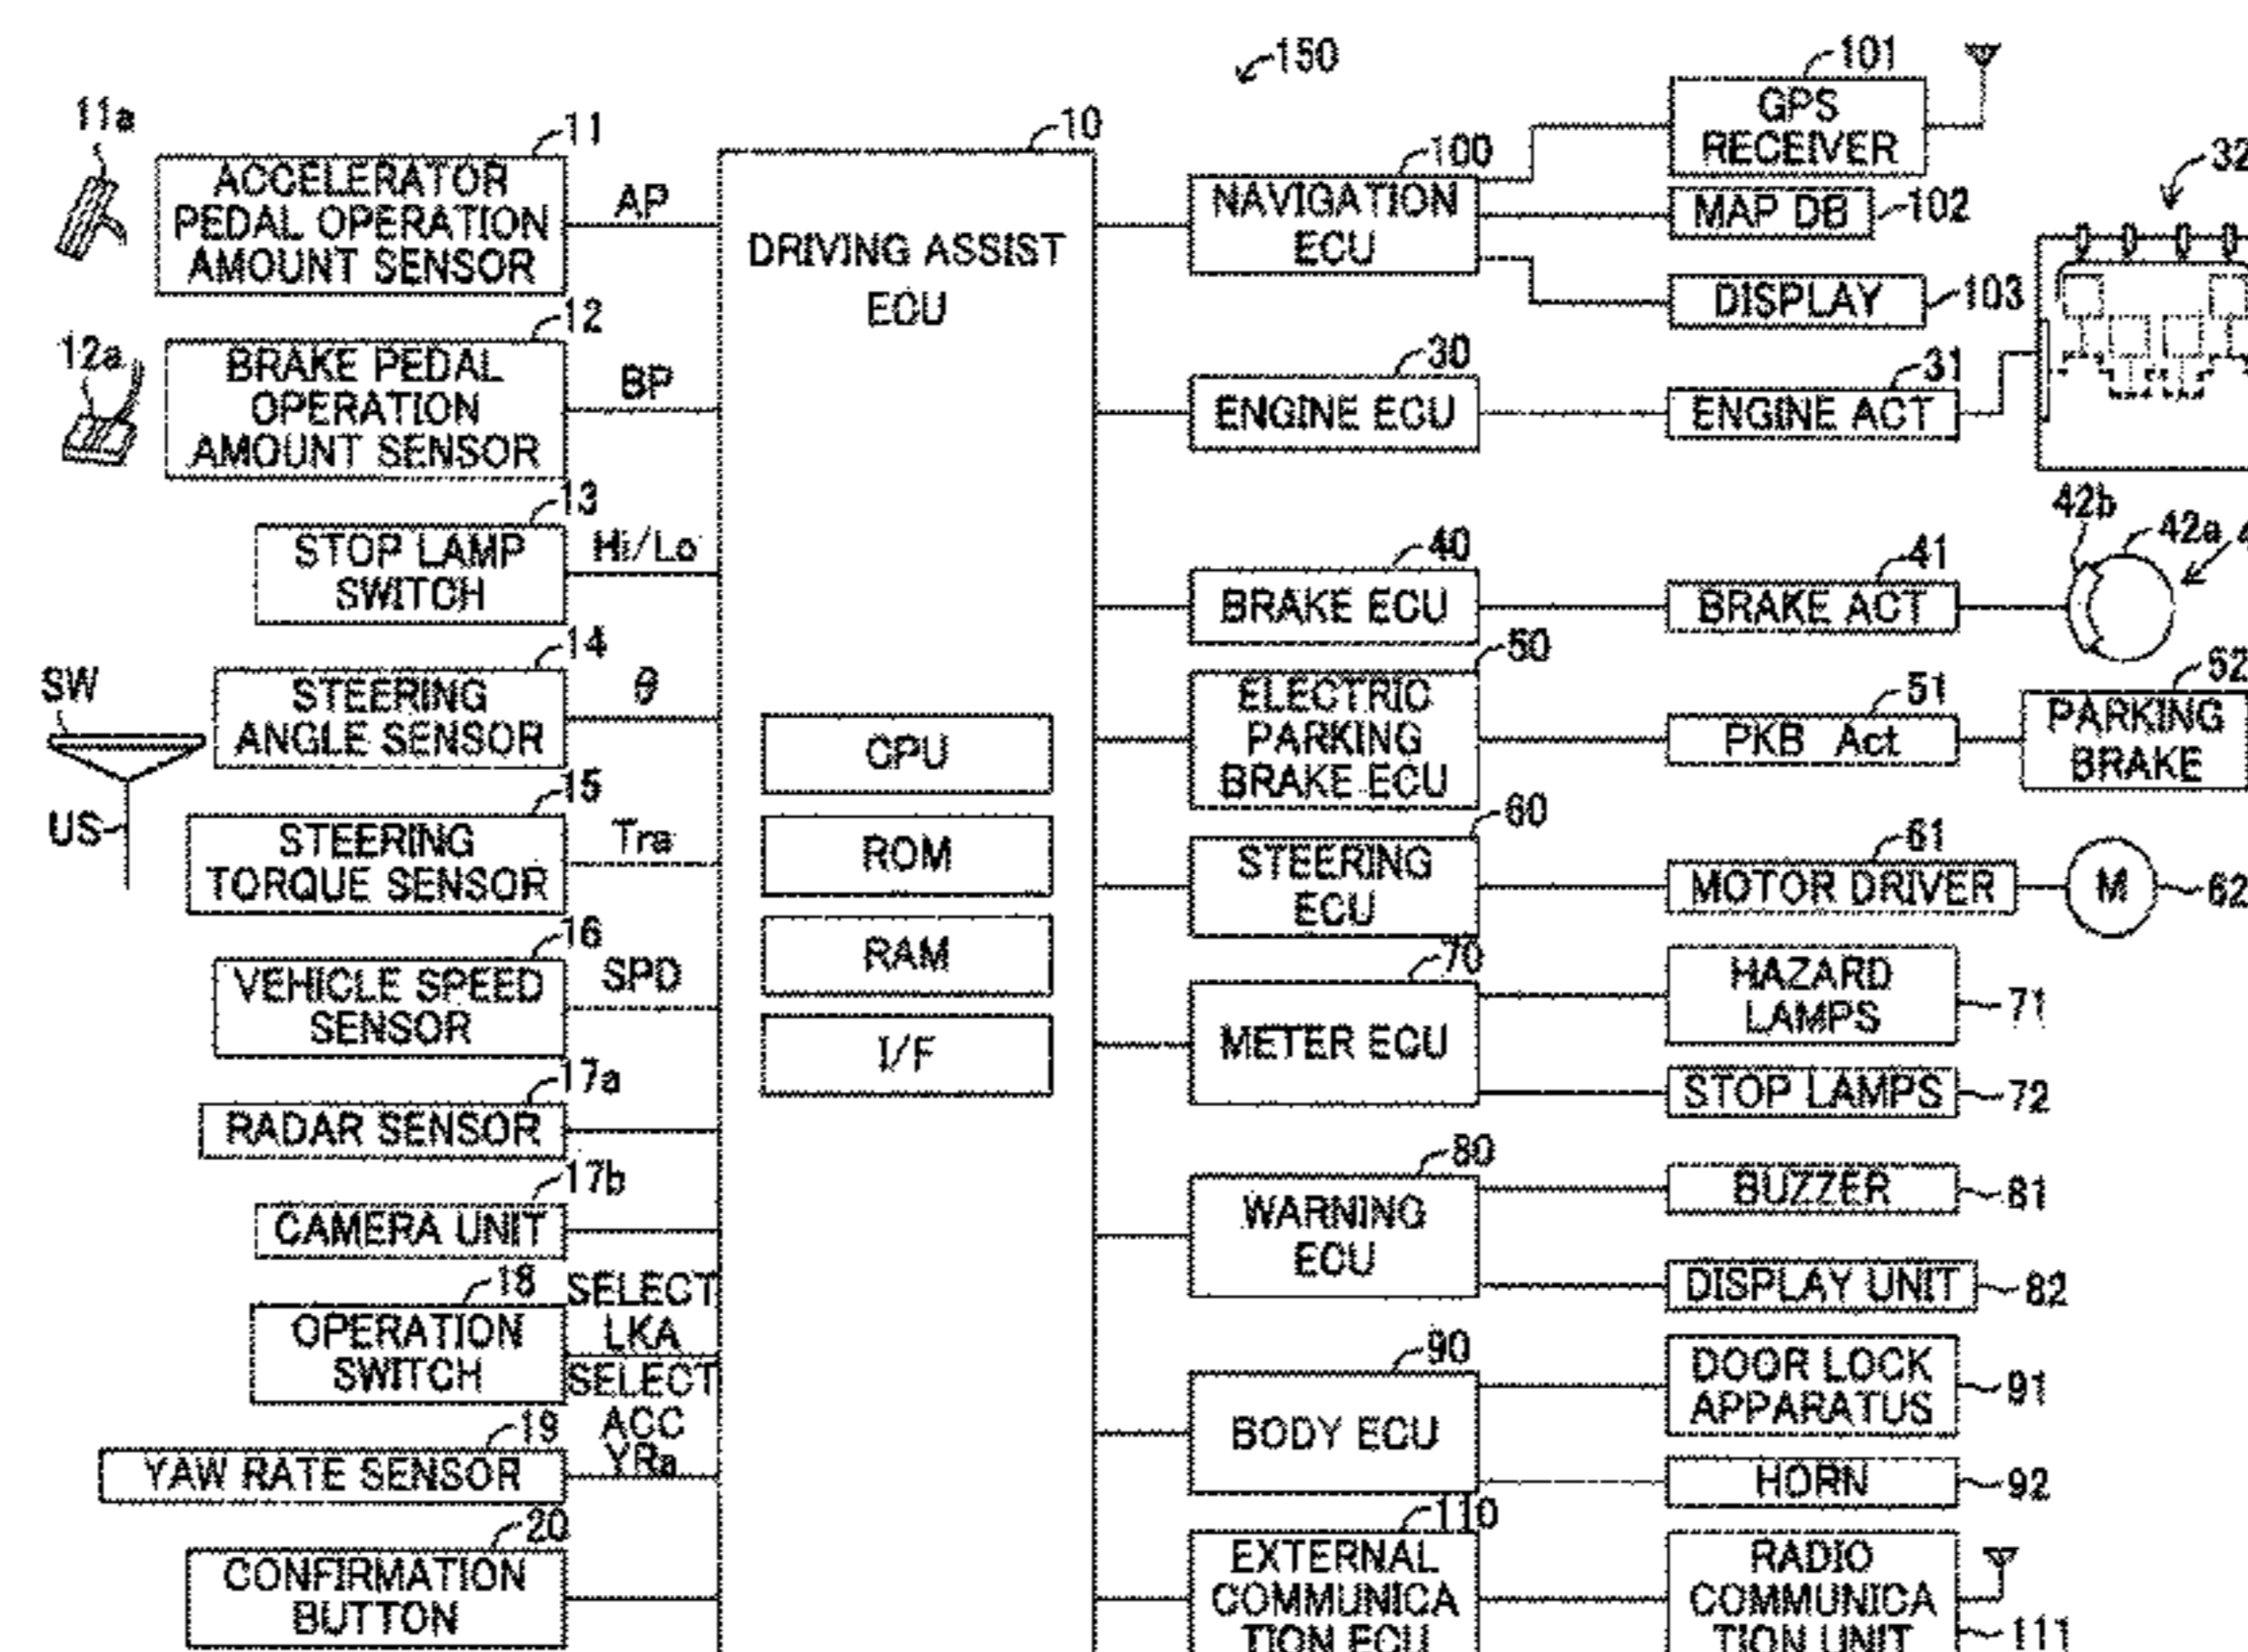 150
11a
11
ACCELERATOR
PEDAL OPERATION
AMOUNT SENSOR
AP
12a
12
BRAKE PEDAL
OPERATION
AMOUNT SENSOR
BP
13
STOP LAMP
SWITCH
Hi/Lo
SW
US
14
STEERING
ANGLE SENSOR
θ
15
STEERING
TORQUE SENSOR
Tra
16
VEHICLE SPEED
SENSOR
SPD
17a
RADAR SENSOR
17b
CAMERA UNIT
18
OPERATION
SWITCH
SELECT
LKA
SELECT
ACC
19
YAW RATE SENSOR
YRa
20
CONFIRMATION
BUTTON
10
DRIVING ASSIST
ECU
CPU
ROM
RAM
I/F
100
NAVIGATION
ECU
101
GPS
RECEIVER
MAP DB
102
DISPLAY
103
30
ENGINE ECU
31
ENGINE ACT
32
40
BRAKE ECU
41
BRAKE ACT
42b
42a
50
ELECTRIC
PARKING
BRAKE ECU
51
PKB Act
52
PARKING
BRAKE
60
STEERING
ECU
61
MOTOR DRIVER
M
62
70
METER ECU
HAZARD
LAMPS
71
STOP LAMPS
72
80
WARNING
ECU
BUZZER
81
DISPLAY UNIT
82
90
BODY ECU
DOOR LOCK
APPARATUS
91
HORN
92
110
EXTERNAL
COMMUNICA
TION ECU
RADIO
COMMUNICA
TION UNIT
111